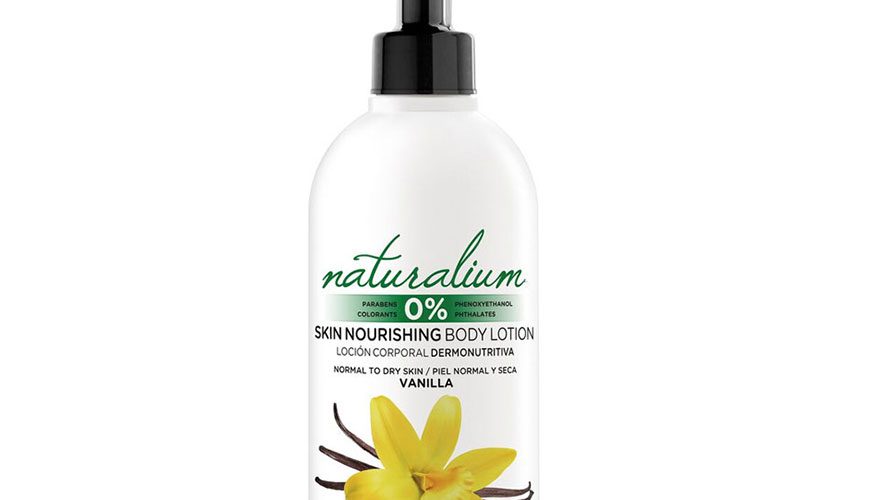 naturalium
PARABENS 0% PHENOXYETHANOL
COLORANTS PHTHALATES
SKIN NOURISHING BODY LOTION
LOCIÓN CORPORAL DERMONUTRITIVA
NORMAL TO DRY SKIN / PIEL NORMAL Y SECA
VANILLA